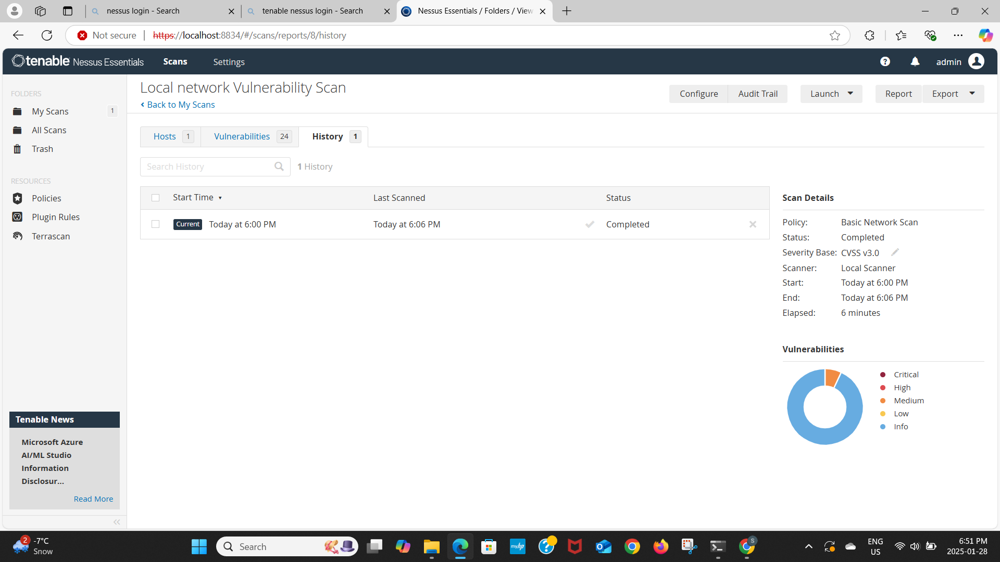 nessus login - Search
tenable nessus login - Search
Nessus Essentials / Folders / View
Not secure
https://localhost:8834/#/scans/reports/8/history
tenable Nessus Essentials
Scans
Settings
?
admin
FOLDERS
My Scans
1
All Scans
Trash
RESOURCES
Policies
Plugin Rules
Terrascan
Tenable News
Microsoft Azure
AI/ML Studio
Information
Disclosur...
Read More
Local network Vulnerability Scan
Back to My Scans
Configure
Audit Trail
Launch
Report
Export
Hosts 1
Vulnerabilities 24
History 1
Search History
1 History
Start Time
Last Scanned
Status
Current
Today at 6:00 PM
Today at 6:06 PM
Completed
Scan Details
Policy: Basic Network Scan
Status: Completed
Severity Base: CVSS v3.0
Scanner: Local Scanner
Start: Today at 6:00 PM
End: Today at 6:06 PM
Elapsed: 6 minutes
Vulnerabilities
Critical
High
Medium
Low
Info
2
-7°C
Snow
Search
myhp
?
S
ENG
US
6:51 PM
2025-01-28